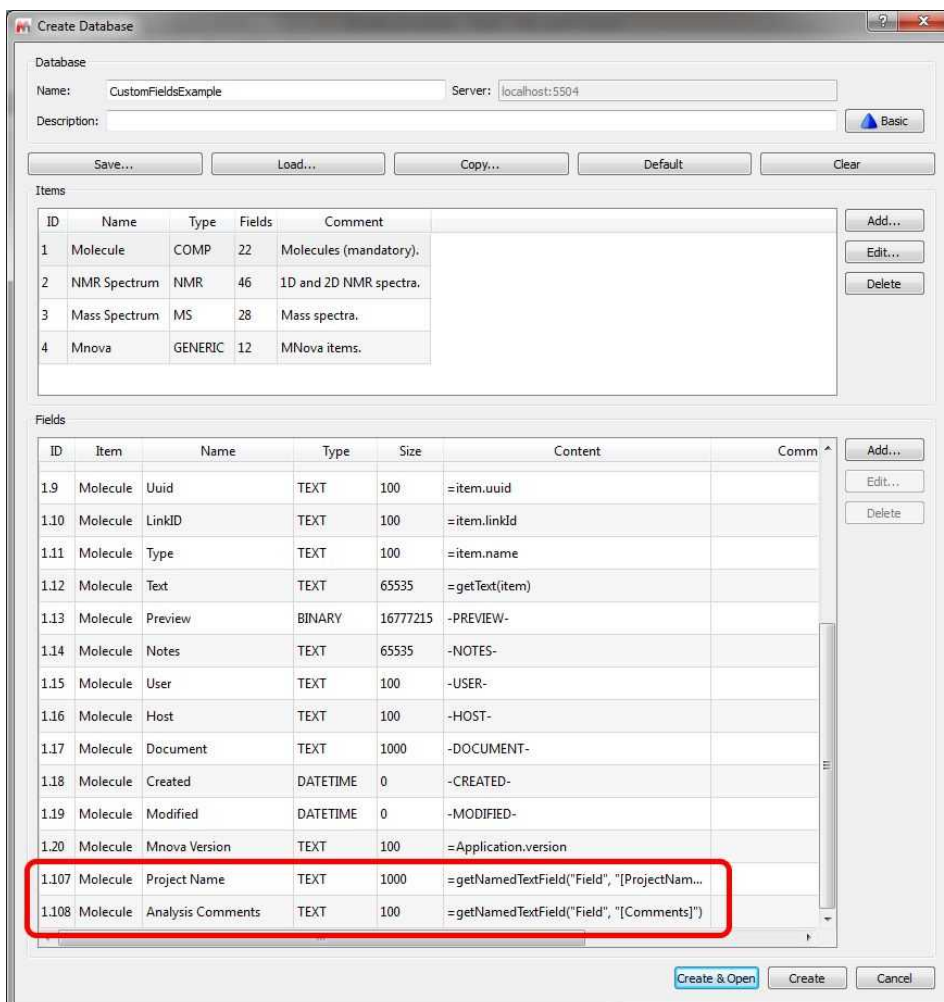 Create Database
Database
Name: CustomFieldsExample Server: localhost:5504
Description: Basic
Save... Load... Copy... Default Clear
Items
ID Name Type Fields Comment Add...
1 Molecule COMP 22 Molecules (mandatory). Edit...
2 NMR Spectrum NMR 46 1D and 2D NMR spectra. Delete
3 Mass Spectrum MS 28 Mass spectra.
4 Mnova GENERIC 12 MNova items.
Fields
ID Item Name Type Size Content Comm Add...
1.9 Molecule Uuid TEXT 100 =item.uuid Edit...
1.10 Molecule LinkID TEXT 100 =item.linkId Delete
1.11 Molecule Type TEXT 100 =item.name
1.12 Molecule Text TEXT 65535 =getText(item)
1.13 Molecule Preview BINARY 16777215 -PREVIEW-
1.14 Molecule Notes TEXT 65535 -NOTES-
1.15 Molecule User TEXT 100 -USER-
1.16 Molecule Host TEXT 100 -HOST-
1.17 Molecule Document TEXT 1000 -DOCUMENT-
1.18 Molecule Created DATETIME 0 -CREATED-
1.19 Molecule Modified DATETIME 0 -MODIFIED-
1.20 Molecule Mnova Version TEXT 100 =Application.version
1.107 Molecule Project Name TEXT 1000 =getNamedTextField("Field", "[ProjectNam...
1.108 Molecule Analysis Comments TEXT 100 =getNamedTextField("Field", "[Comments]")
Create & Open Create Cancel